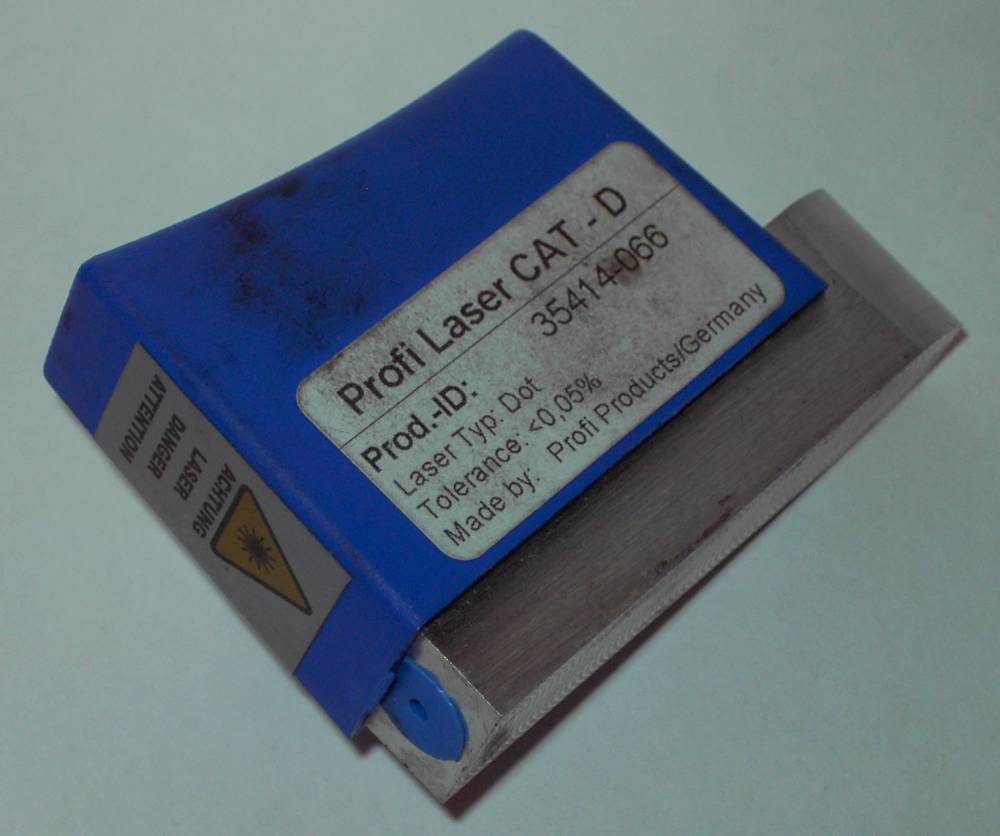 Profi Laser CAT. - D
Prod.-ID: 35414-066
Laser Typ: Dot
Tolerance: <0,05%
Made by: Profi Products/Germany
ACHTUNG
LASER
DANGER
ATTENTION